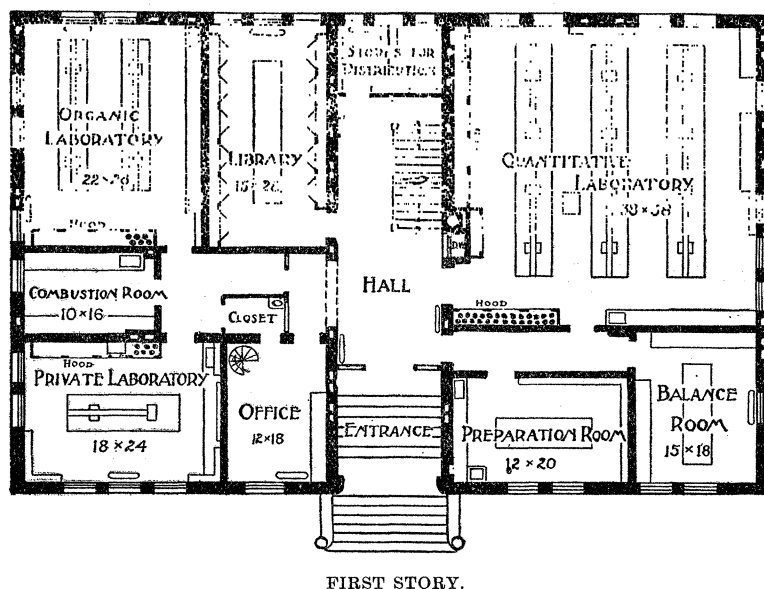 STORES FOR
DISTRIBUTION
ORGANIC
LABORATORY
22×28
LIBRARY
15×26
QUANTITATIVE
LABORATORY
38×38
HOOD
COMBUSTION ROOM
10×16
CLOSET
HALL
HOOD
HOOD
PRIVATE LABORATORY
18×24
OFFICE
12×18
ENTRANCE
PREPARATION ROOM
12×20
BALANCE
ROOM
15×18
FIRST STORY.